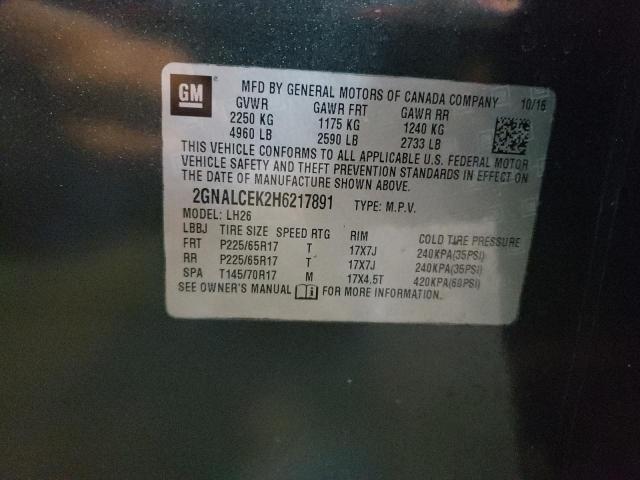 GM
MFD BY GENERAL MOTORS OF CANADA COMPANY 10/16
GVWR GAWR FRT GAWR RR
2250 KG 1175 KG 1240 KG
4960 LB 2590 LB 2733 LB
THIS VEHICLE CONFORMS TO ALL APPLICABLE U.S. FEDERAL MOTOR
VEHICLE SAFETY AND THEFT PREVENTION STANDARDS IN EFFECT ON
THE DATE OF MANUFACTURE SHOWN ABOVE.
2GNALCEK2H6217891 TYPE: M.P.V.
MODEL: LH26
LBBJ TIRE SIZE SPEED RTG RIM COLD TIRE PRESSURE
FRT P225/65R17 T 17X7J 240KPA(35PSI)
RR P225/65R17 T 17X7J 240KPA(35PSI)
SPA T145/70R17 M 17X4.5T 420KPA(60PSI)
SEE OWNER'S MANUAL FOR MORE INFORMATION.